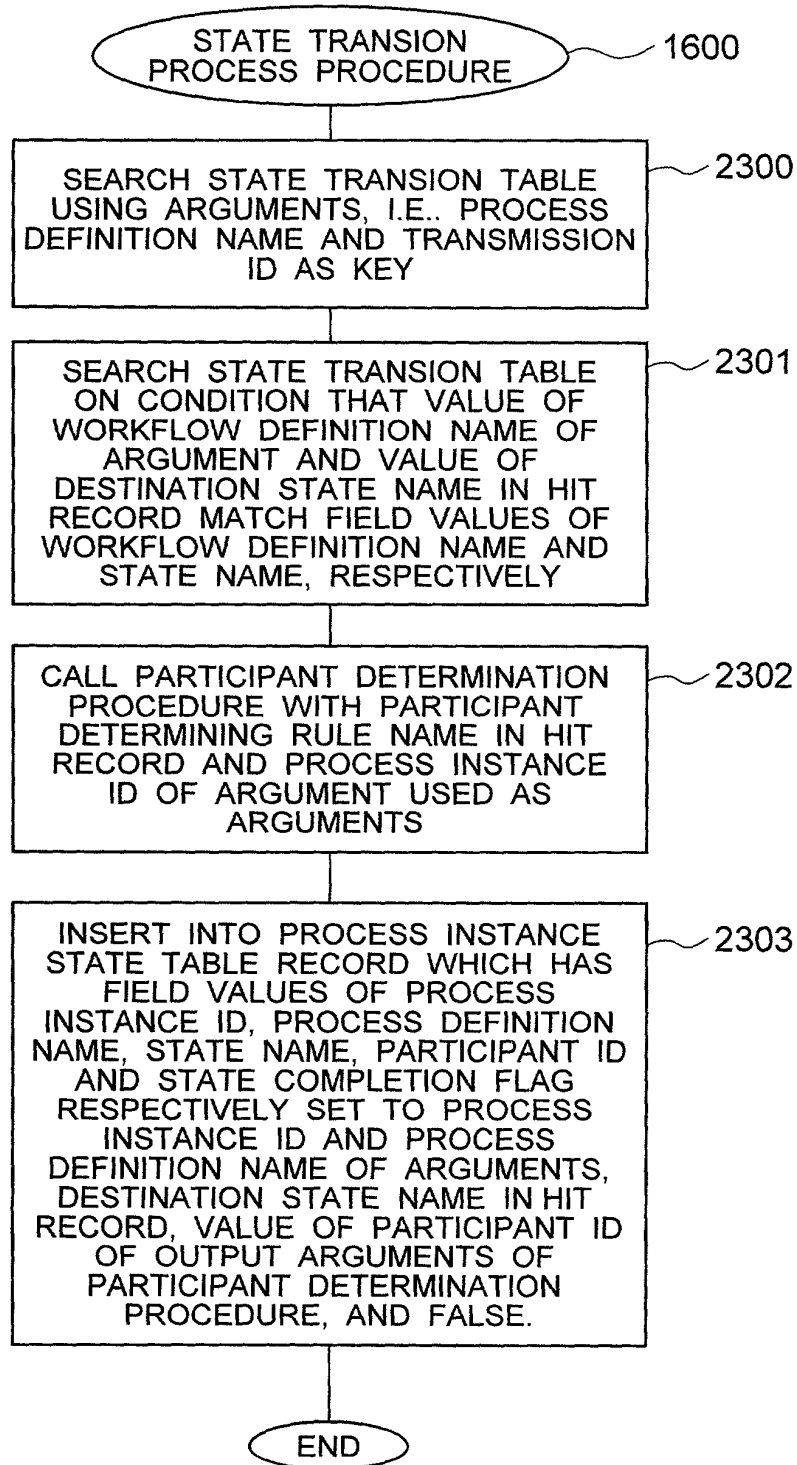 STATE TRANSION
PROCESS PROCEDURE
1600
SEARCH STATE TRANSION TABLE
USING ARGUMENTS, I.E.. PROCESS
DEFINITION NAME AND TRANSMISSION
ID AS KEY
2300
SEARCH STATE TRANSION TABLE
ON CONDITION THAT VALUE OF
WORKFLOW DEFINITION NAME OF
ARGUMENT AND VALUE OF
DESTINATION STATE NAME IN HIT
RECORD MATCH FIELD VALUES OF
WORKFLOW DEFINITION NAME AND
STATE NAME, RESPECTIVELY
2301
CALL PARTICIPANT DETERMINATION
PROCEDURE WITH PARTICIPANT
DETERMINING RULE NAME IN HIT
RECORD AND PROCESS INSTANCE
ID OF ARGUMENT USED AS
ARGUMENTS
2302
INSERT INTO PROCESS INSTANCE
STATE TABLE RECORD WHICH HAS
FIELD VALUES OF PROCESS
INSTANCE ID, PROCESS DEFINITION
NAME, STATE NAME, PARTICIPANT ID
AND STATE COMPLETION FLAG
RESPECTIVELY SET TO PROCESS
INSTANCE ID AND PROCESS
DEFINITION NAME OF ARGUMENTS,
DESTINATION STATE NAME IN HIT
RECORD, VALUE OF PARTICIPANT ID
OF OUTPUT ARGUMENTS OF
PARTICIPANT DETERMINATION
PROCEDURE, AND FALSE.
2303
END